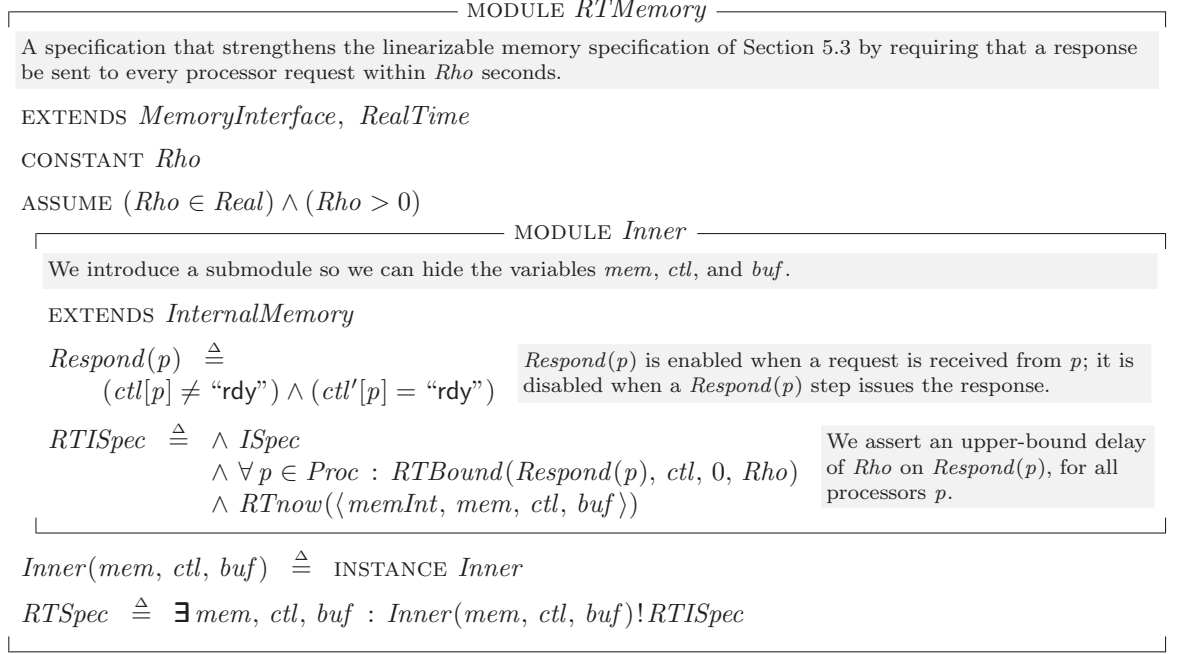 MODULE RTMemory
A specification that strengthens the linearizable memory specification of Section 5.3 by requiring that a response
be sent to every processor request within Rho seconds.
EXTENDS MemoryInterface, RealTime
CONSTANT Rho
ASSUME (Rho ∈ Real) ∧ (Rho > 0)
MODULE Inner
We introduce a submodule so we can hide the variables mem, ctl, and buf.
EXTENDS InternalMemory
Respond(p) ≜
(ctl[p] ≠ “rdy”) ∧ (ctl′[p] = “rdy”)
Respond(p) is enabled when a request is received from p; it is
disabled when a Respond(p) step issues the response.
RTISpec ≜ ∧ ISpec
∧ ∀ p ∈ Proc : RTBound(Respond(p), ctl, 0, Rho)
∧ RTnow(⟨memInt, mem, ctl, buf⟩)
We assert an upper-bound delay
of Rho on Respond(p), for all
processors p.
Inner(mem, ctl, buf) ≜ INSTANCE Inner
RTSpec ≜ ∃ mem, ctl, buf : Inner(mem, ctl, buf)!RTISpec